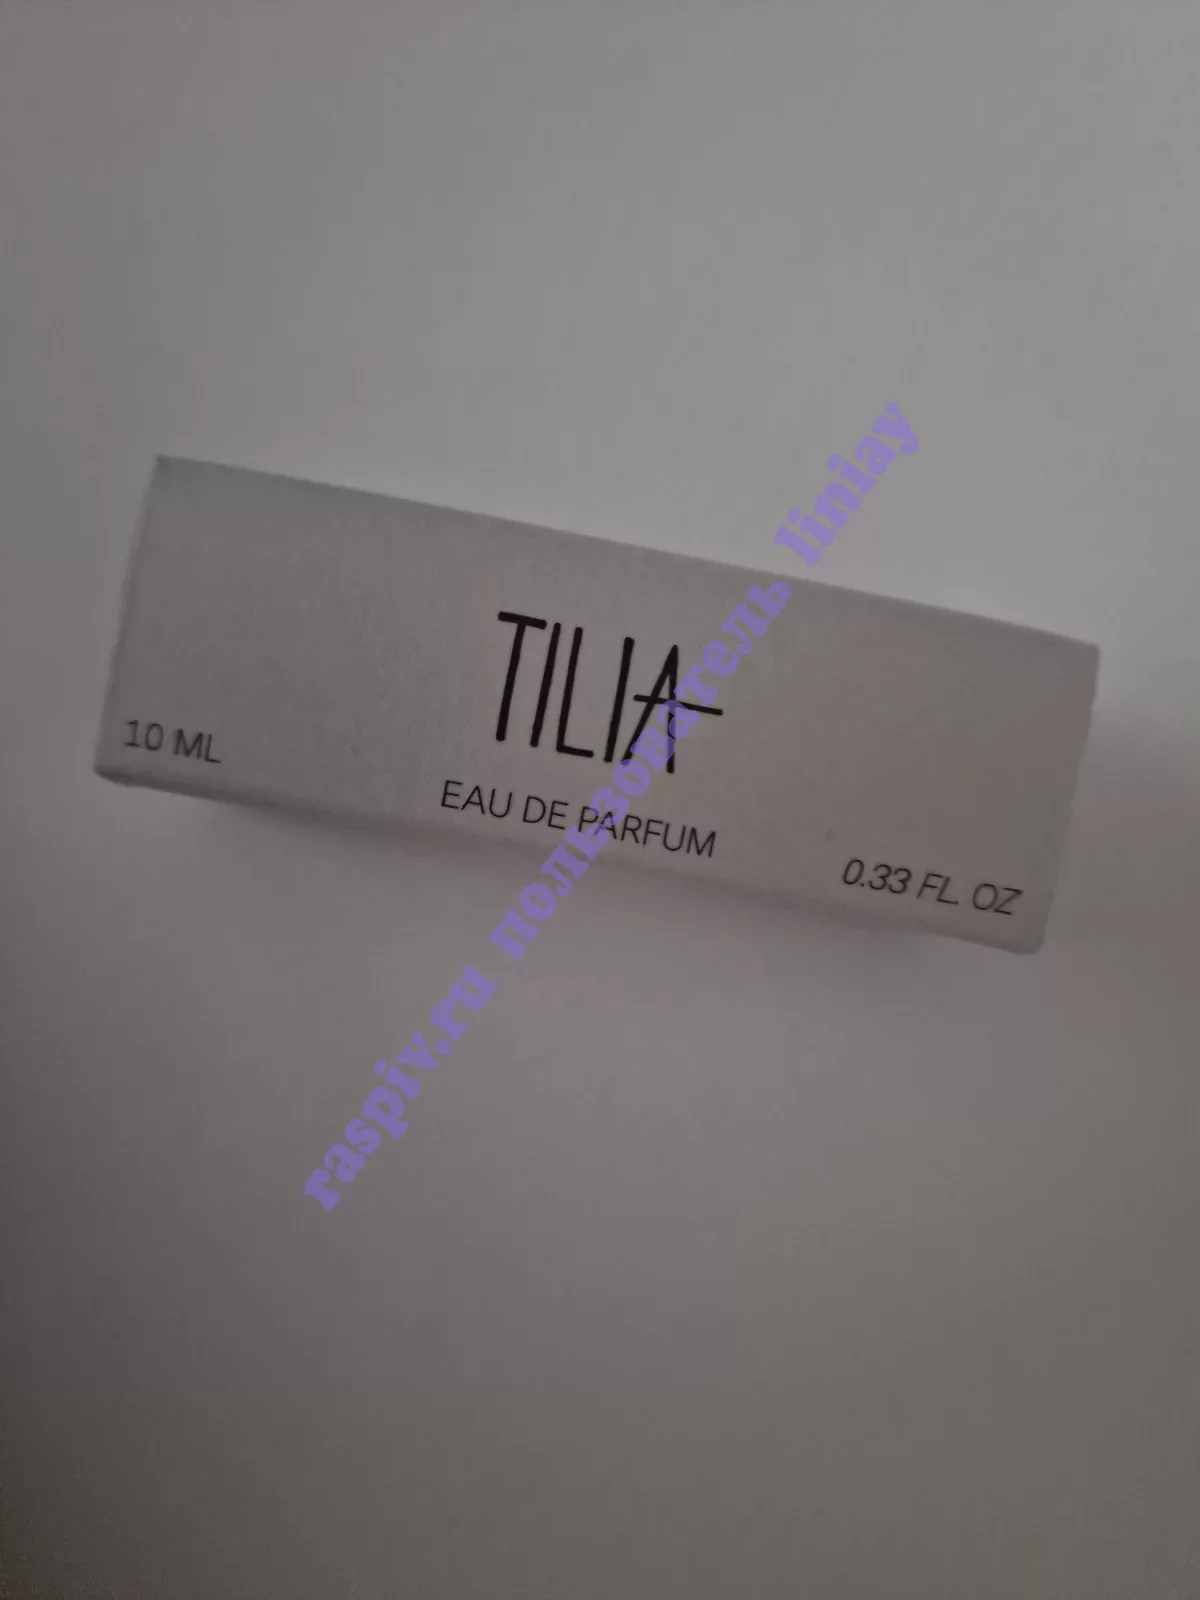 TILIA
10 ML
EAU DE PARFUM
0.33 FL. OZ
raspiv.ru пользователь liniay